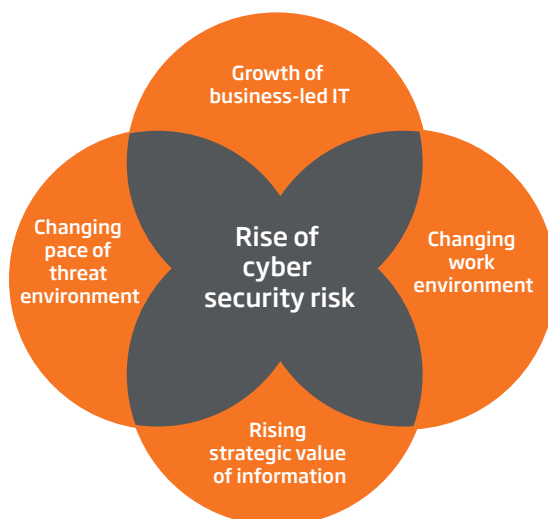 Growth of
business-led IT
Changing
pace of
threat
environment
Rise of
cyber
security risk
Changing
work
environment
Rising
strategic value
of information